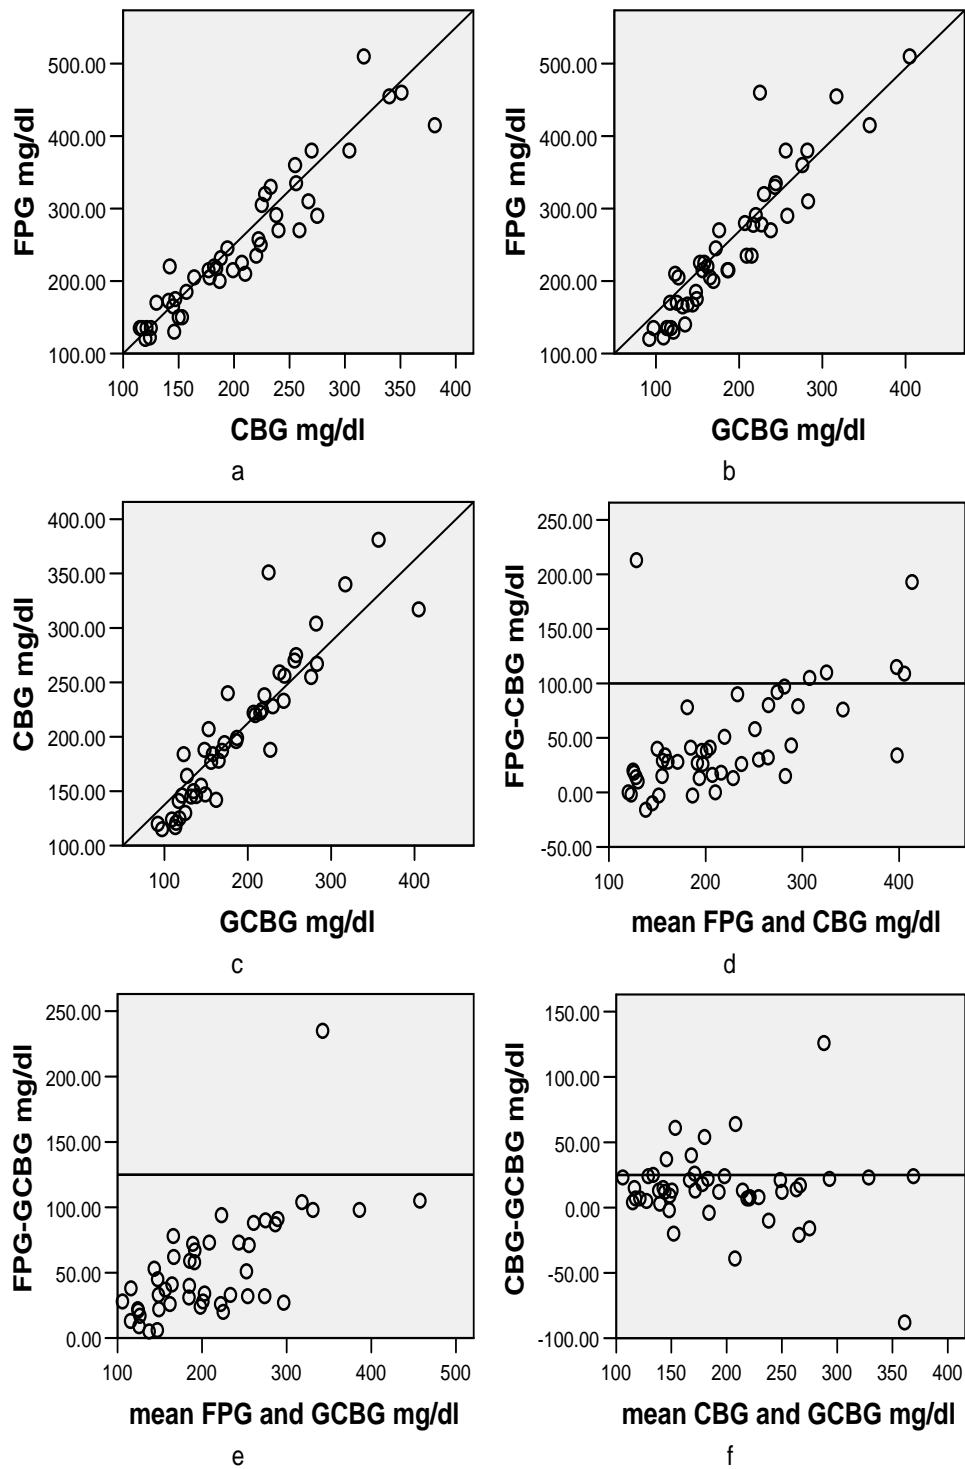 FPG mg/dl
500.00
400.00
300.00
200.00
100.00
100 150 200 250 300 350 400
CBG mg/dl
a
FPG mg/dl
500.00
400.00
300.00
200.00
100.00
100 200 300 400
GCBG mg/dl
b
CBG mg/dl
400.00
350.00
300.00
250.00
200.00
150.00
100.00
100 200 300 400
GCBG mg/dl
c
FPG-CBG mg/dl
250.00
200.00
150.00
100.00
50.00
0.00
-50.00
100 200 300 400
mean FPG and CBG mg/dl
d
FPG-GCBG mg/dl
250.00
200.00
150.00
100.00
50.00
0.00
100 200 300 400 500
mean FPG and GCBG mg/dl
e
CBG-GCBG mg/dl
150.00
100.00
50.00
0.00
-50.00
-100.00
100 150 200 250 300 350 400
mean CBG and GCBG mg/dl
f